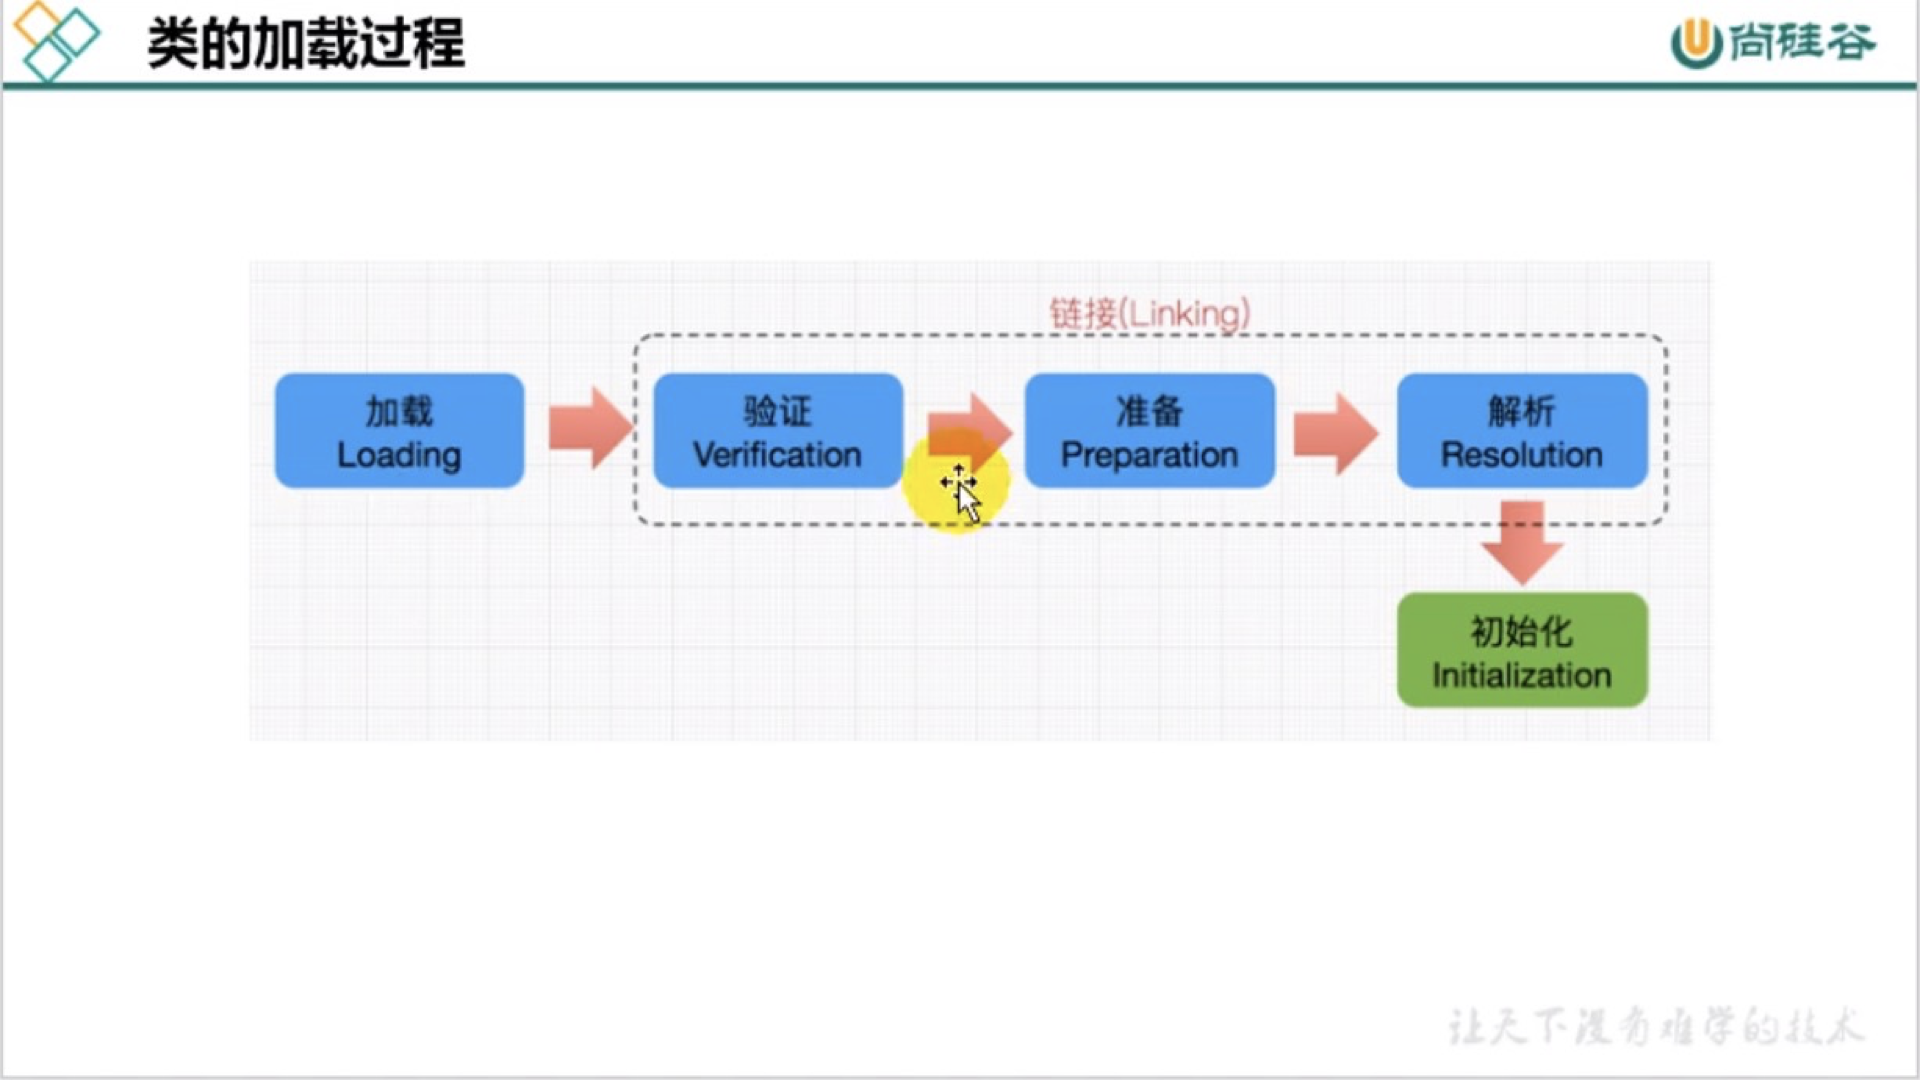 类的加载过程
尚硅谷
链接(Linking)
加载
Loading
验证
Verification
准备
Preparation
解析
Resolution
初始化
Initialization
让天下没有难学的技术